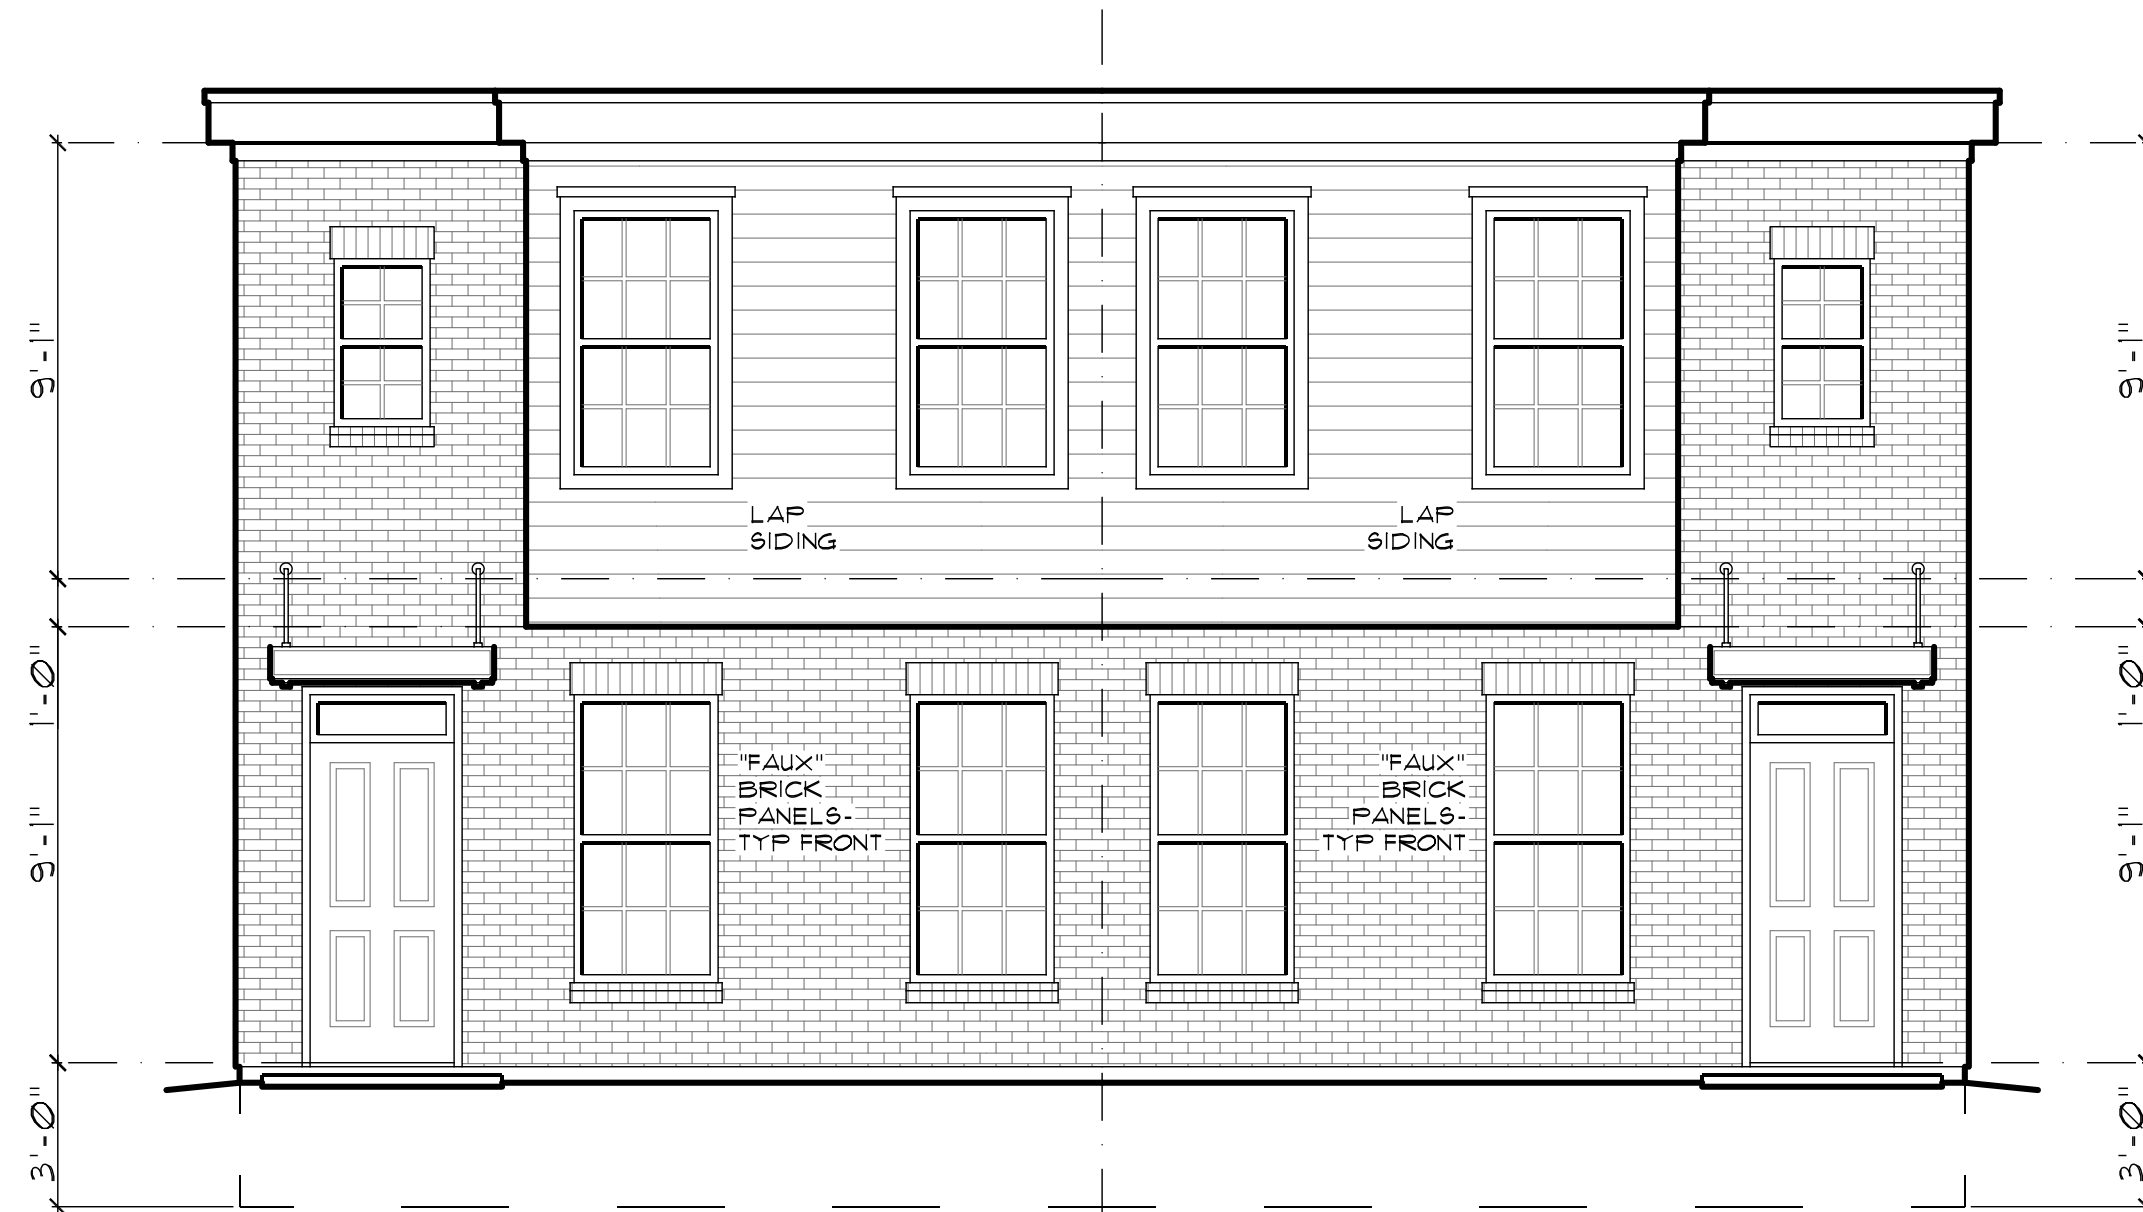 9'-1"
9'-1"
LAP
SIDING
LAP
SIDING
1'-0"
1'-0"
"FAUX"
BRICK
PANELS-
TYP FRONT
"FAUX"
BRICK
PANELS-
TYP FRONT
9'-1"
9'-1"
3'-0"
3'-0"